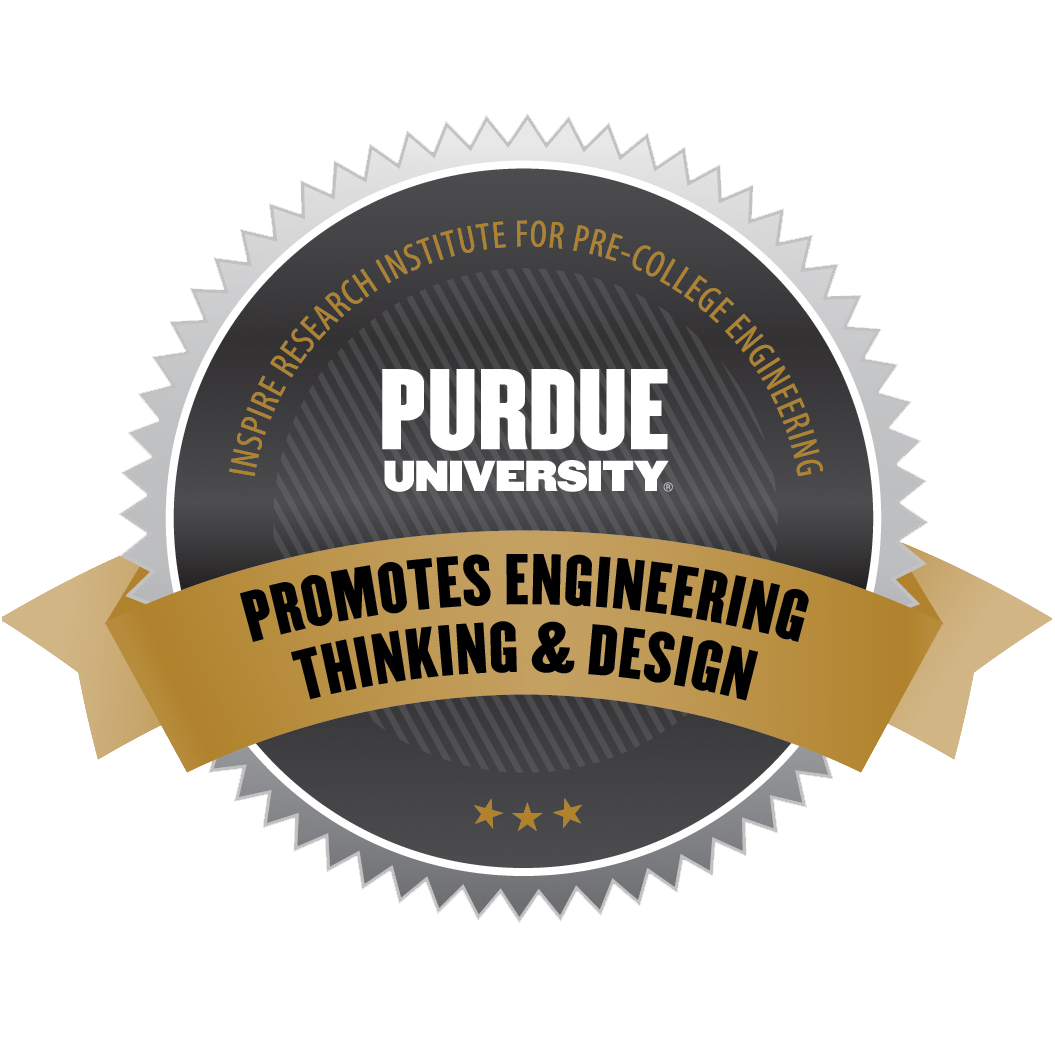 INSPIRE RESEARCH INSTITUTE FOR PRE-COLLEGE ENGINEERING
PURDUE
UNIVERSITY®
PROMOTES ENGINEERING
THINKING & DESIGN